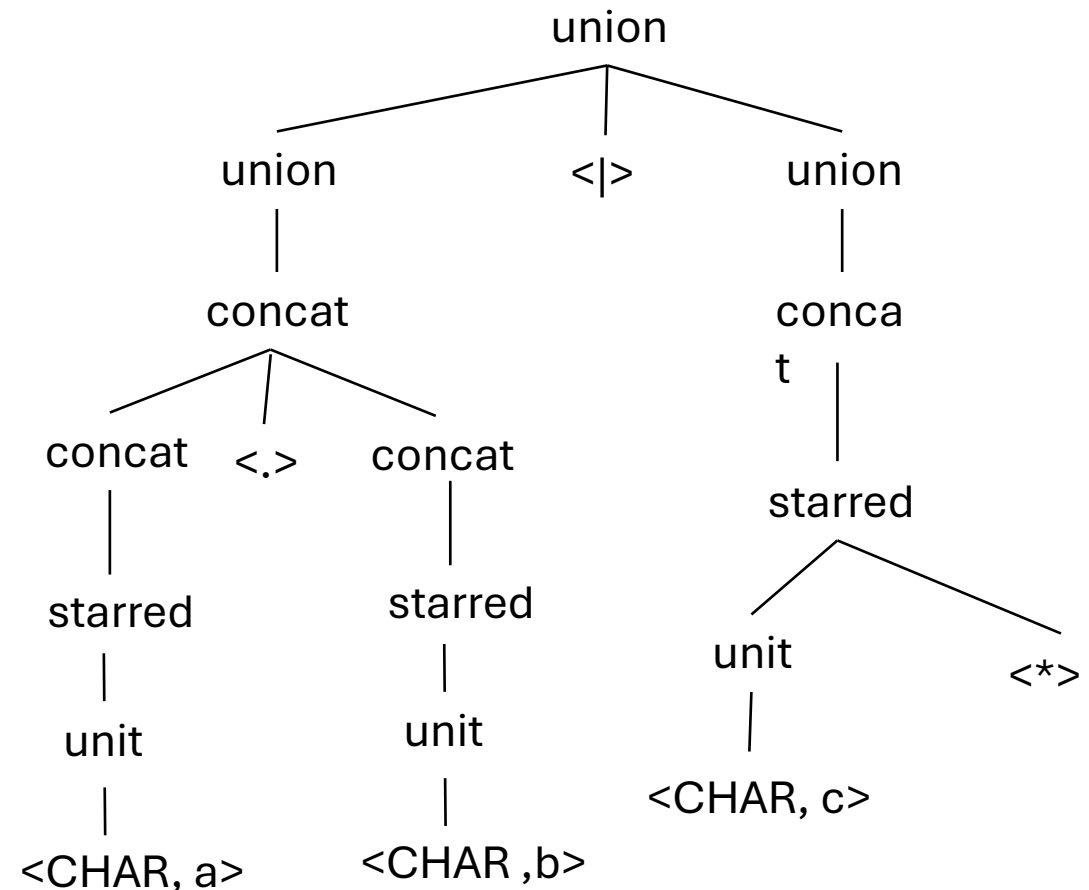 union
union <|> union
concat conca
t
concat <.> concat
starred
starred starred
unit <*>
unit unit
<CHAR, c>
<CHAR, a> <CHAR ,b>